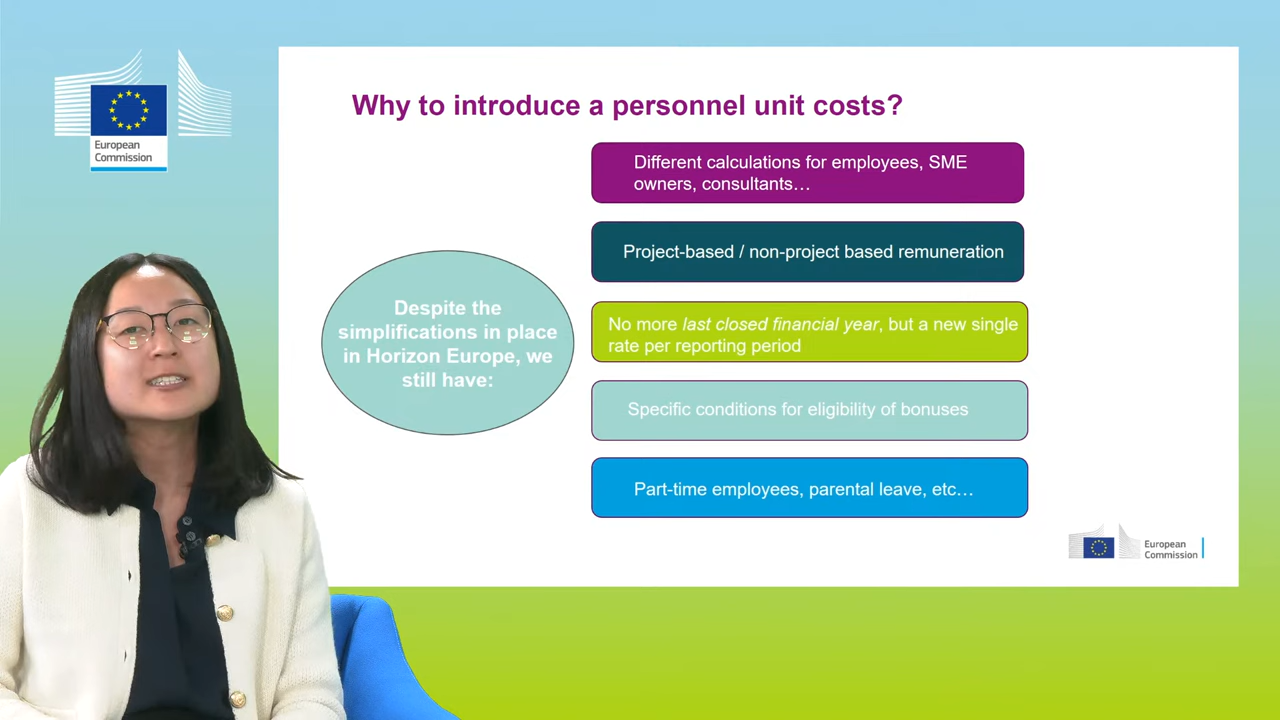 European
Commission
Why to introduce a personnel unit costs?
Different calculations for employees, SME
owners, consultants…
Project-based / non-project based remuneration
Despite the
simplifications in place
in Horizon Europe, we
still have:
No more last closed financial year, but a new single
rate per reporting period
Specific conditions for eligibility of bonuses
Part-time employees, parental leave, etc…
European
Commission